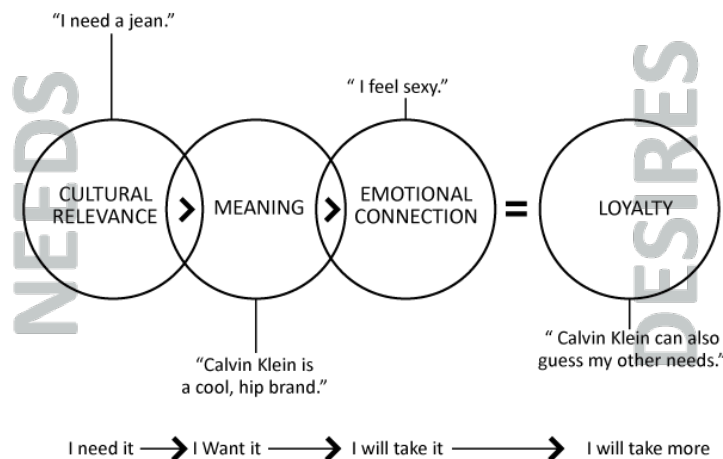 “I need a jean.”
“ I feel sexy.”
NEEDS
DESIRES
CULTURAL
RELEVANCE
>
MEANING
>
EMOTIONAL
CONNECTION
=
LOYALTY
“Calvin Klein is
a cool, hip brand.”
“ Calvin Klein can also
guess my other needs.”
I need it
I Want it
I will take it
I will take more